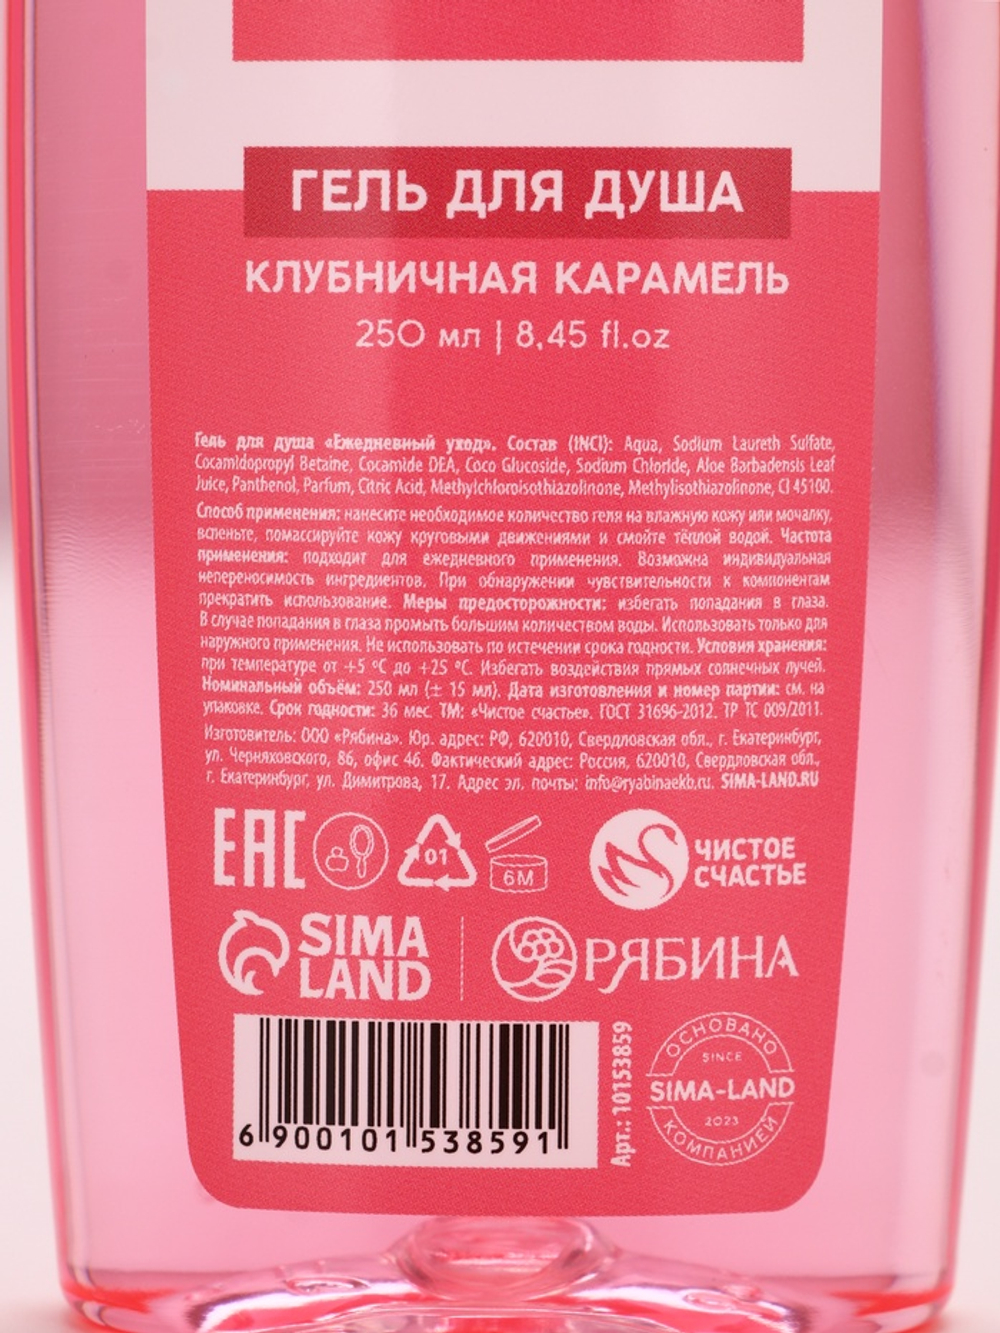 ГЕЛЬ ДЛЯ ДУША
КЛУБНИЧНАЯ КАРАМЕЛЬ
250 мл | 8,45 fl.oz
Гель для душа «Ежедневный уход». Состав (INCI): Aqua, Sodium Laureth Sulfate,
Cocamidopropyl Betaine, Cocamide DEA, Coco Glucoside, Sodium Chloride, Aloe Barbadensis Leaf
Juice, Panthenol, Parfum, Citric Acid, Methylchloroisothiazolinone, Methylisothiazolinone, CI 45100.
Способ применения: нанесите необходимое количество геля на влажную кожу или мочалку,
вспеньте, помассируйте кожу круговыми движениями и смойте тёплой водой. Частота
применения: подходит для ежедневного применения. Возможна индивидуальная
непереносимость ингредиентов. При обнаружении чувствительности к компонентам
прекратить использование. Меры предосторожности: избегать попадания в глаза.
В случае попадания в глаза промыть большим количеством воды. Использовать только для
наружного применения. Не использовать по истечении срока годности. Условия хранения:
при температуре от +5 °C до +25 °C. Избегать воздействия прямых солнечных лучей.
Номинальный объём: 250 мл (± 15 мл). Дата изготовления и номер партии: см. на
упаковке. Срок годности: 36 мес. ТМ: «Чистое счастье». ГОСТ 31696-2012. ТР ТС 009/2011.
Изготовитель: ООО «Рябина». Юр. адрес: РФ, 620010, Свердловская обл., г. Екатеринбург,
ул. Черняховского, 86, офис 46. Фактический адрес: Россия, 620010, Свердловская обл.,
г. Екатеринбург, ул. Димитрова, 17. Адрес эл. почты: info@ryabinaekb.ru. SIMA-LAND.RU
EAC
01
6M
ЧИСТОЕ
СЧАСТЬЕ
SIMA
LAND
РЯБИНА
6 900101 538591
Арт.: 10153859
ОСНОВАНО
SINCE
SIMA-LAND
2023
КОМПАНИЕЙ